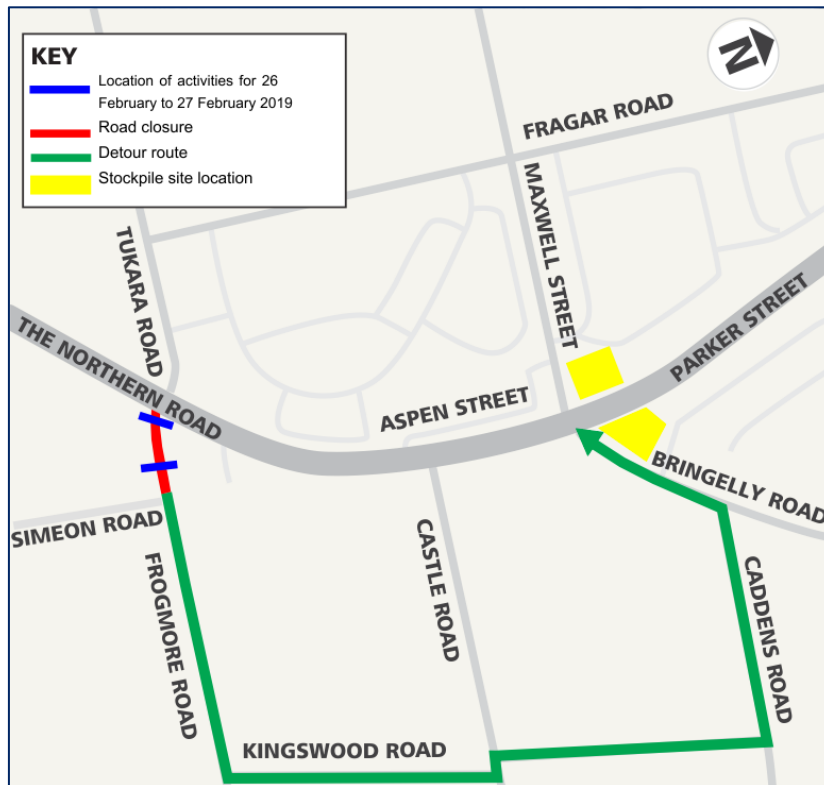 KEY
Location of activities for 26
February to 27 February 2019
Road closure
Detour route
Stockpile site location
N
FRAGAR ROAD
MAXWELL STREET
TUKARA ROAD
THE NORTHERN ROAD
PARKER STREET
ASPEN STREET
BRINGELLY ROAD
SIMEON ROAD
CASTLE ROAD
FROGMORE ROAD
CADDENS ROAD
KINGSWOOD ROAD